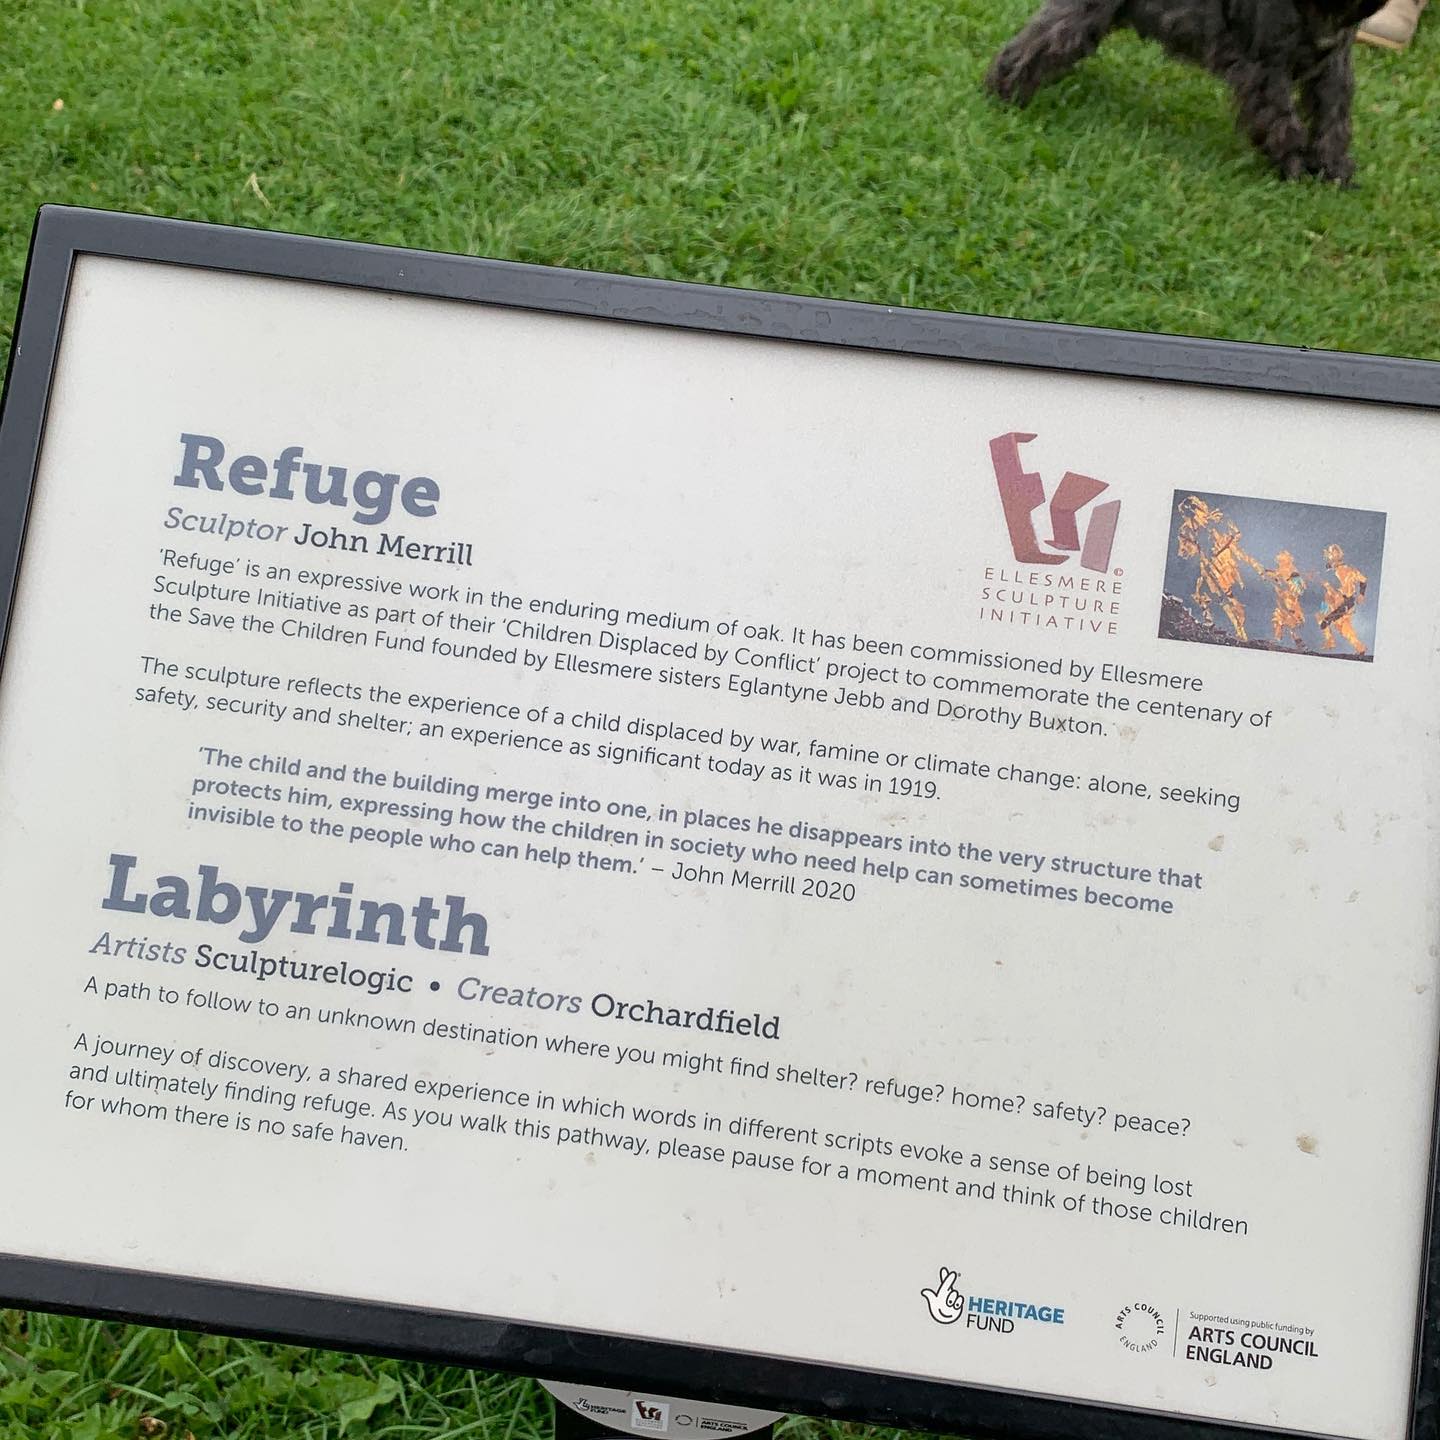 Refuge
Sculptor John Merrill
'Refuge' is an expressive work in the enduring medium of oak. It has been commissioned by Ellesmere
Sculpture Initiative as part of their 'Children Displaced by Conflict' project to commemorate the centenary of
the Save the Children Fund founded by Ellesmere sisters Eglantyne Jebb and Dorothy Buxton.
The sculpture reflects the experience of a child displaced by war, famine or climate change: alone, seeking
safety, security and shelter; an experience as significant today as it was in 1919.
'The child and the building merge into one, in places he disappears into the very structure that
protects him, expressing how the children in society who need help can sometimes become
invisible to the people who can help them.' – John Merrill 2020
ESI
©
ELLESMERE
SCULPTURE
INITIATIVE
Labyrinth
Artists Sculpturelogic • Creators Orchardfield
A path to follow to an unknown destination where you might find shelter? refuge? home? safety? peace?
A journey of discovery, a shared experience in which words in different scripts evoke a sense of being lost
and ultimately finding refuge. As you walk this pathway, please pause for a moment and think of those children
for whom there is no safe haven.
HERITAGE
FUND
ARTS COUNCIL
ENGLAND
Supported using public funding by
ARTS COUNCIL
ENGLAND
HERITAGE
FUND
ESI
ARTS COUNCIL
ENGLAND